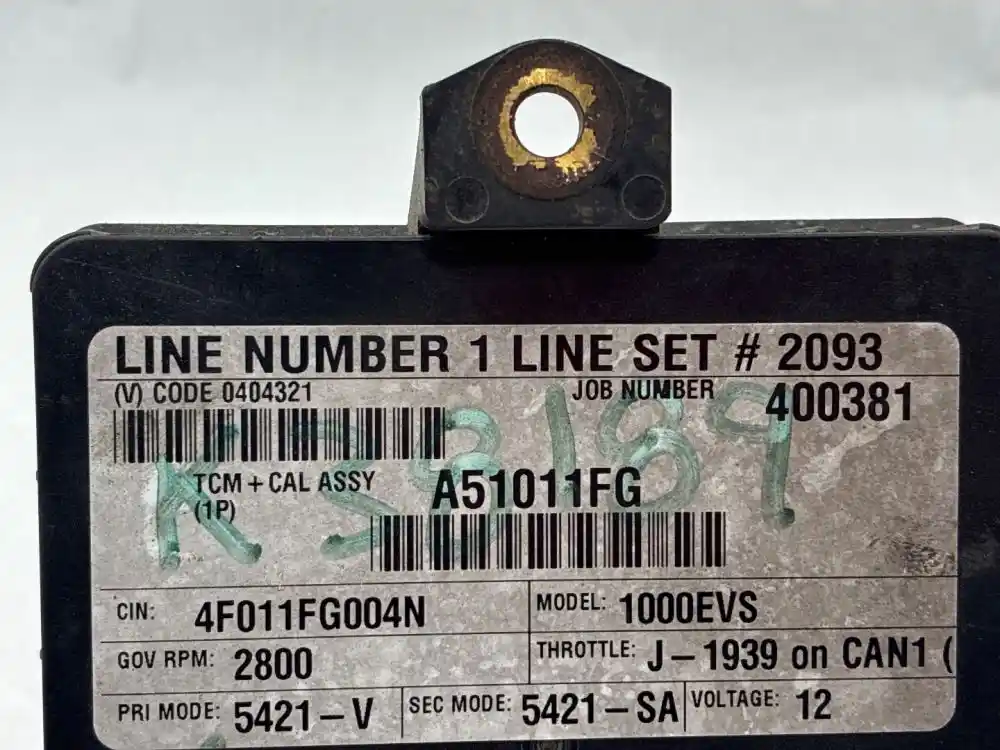 LINE NUMBER 1 LINE SET # 2093
(V) CODE 0404321 JOB NUMBER 400381
TCM + CAL ASSY A51011FG
(1P)
CIN: 4F011FG004N MODEL: 1000EVS
GOV RPM: 2800 THROTTLE: J-1939 on CAN1 (
PRI MODE: 5421-V SEC MODE: 5421-SA VOLTAGE: 12